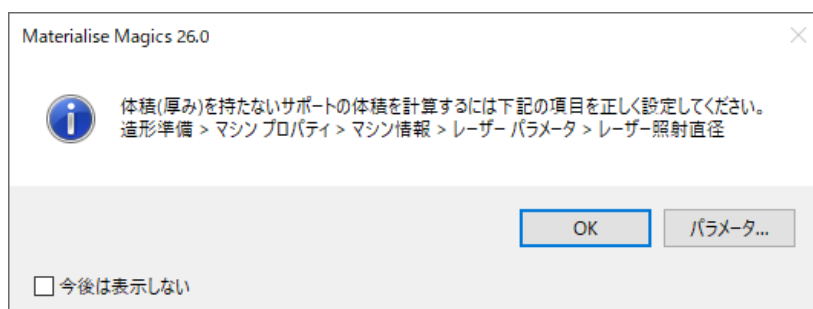 Materialise Magics 26.0
体積(厚み)を持たないサポートの体積を計算するには下記の項目を正しく設定してください。
造形準備 > マシン プロパティ > マシン情報 > レーザー パラメータ > レーザー照射直径
OK
パラメータ...
今後は表示しない